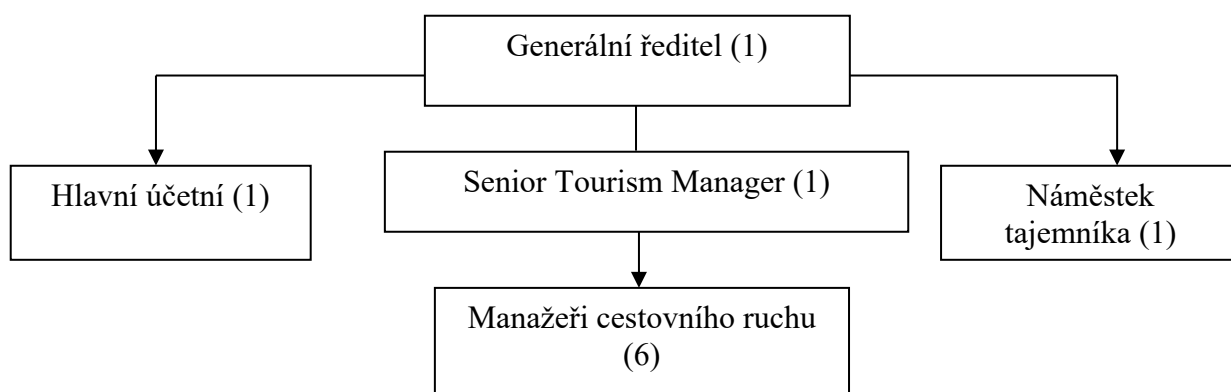 Generální ředitel (1)
Hlavní účetní (1)
Senior Tourism Manager (1)
Náměstek
tajemníka (1)
Manažeři cestovního ruchu
(6)